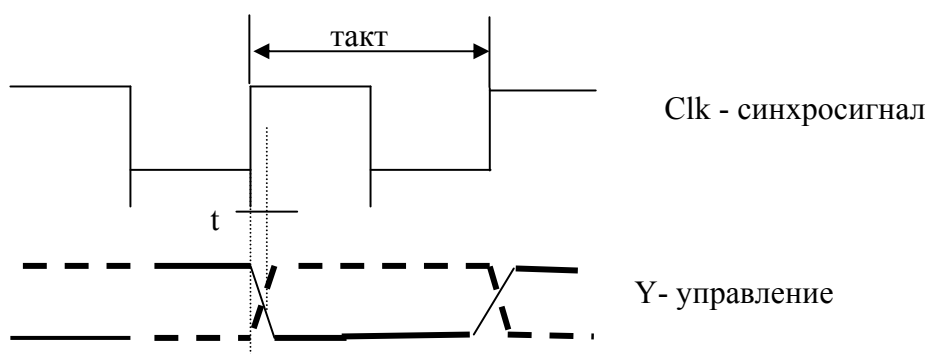 такт
Clk - синхросигнал
t
Y- управление